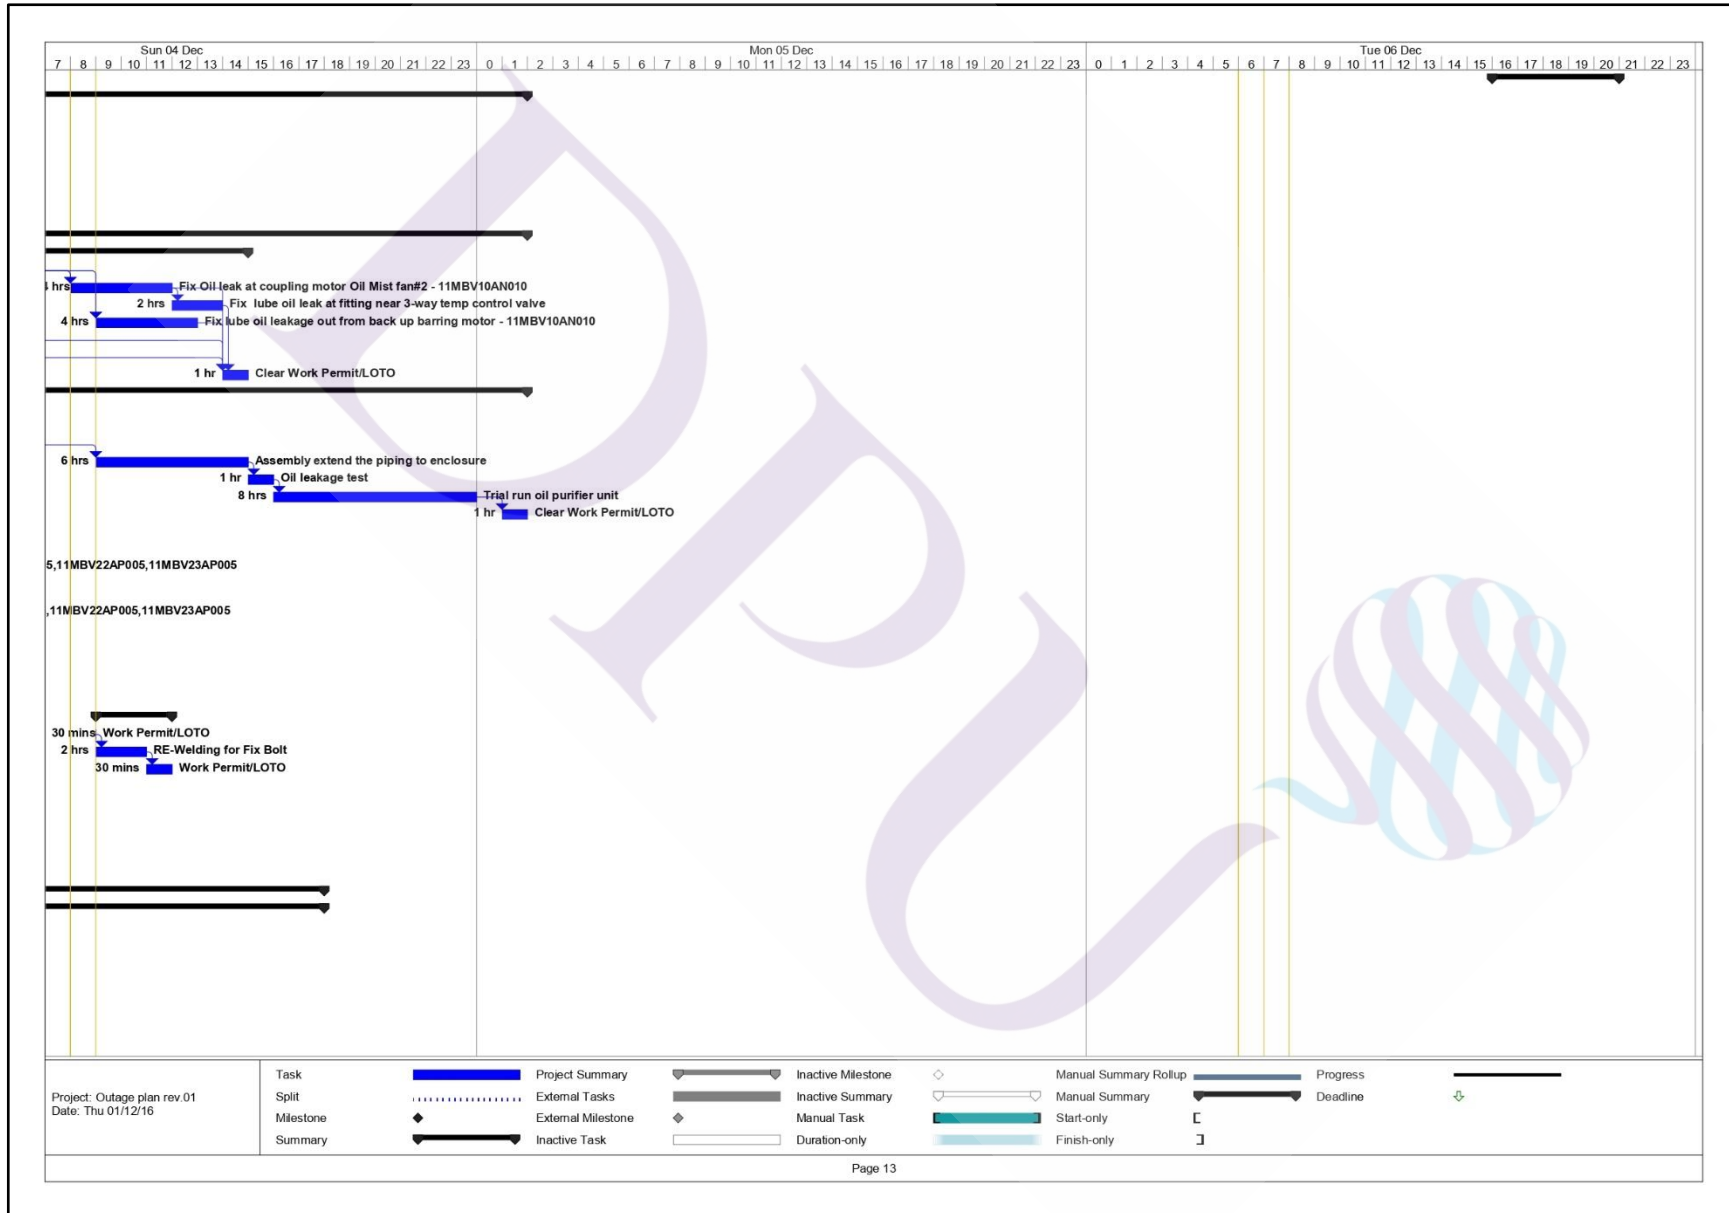 Sun 04 Dec Mon 05 Dec Tue 06 Dec
7 8 9 10 11 12 13 14 15 16 17 18 19 20 21 22 23 0 1 2 3 4 5 6 7 8 9 10 11 12 13 14 15 16 17 18 19 20 21 22 23 0 1 2 3 4 5 6 7 8 9 10 11 12 13 14 15 16 17 18 19 20 21 22 23
4 hrs Fix Oil leak at coupling motor Oil Mist fan#2 - 11MBV10AN010
2 hrs Fix lube oil leak at fitting near 3-way temp control valve
4 hrs Fix lube oil leakage out from back up barring motor - 11MBV10AN010
1 hr Clear Work Permit/LOTO
6 hrs Assembly extend the piping to enclosure
1 hr Oil leakage test
8 hrs Trial run oil purifier unit
1 hr Clear Work Permit/LOTO
5,11MBV22AP005,11MBV23AP005
,11MBV22AP005,11MBV23AP005
30 mins Work Permit/LOTO
2 hrs RE-Welding for Fix Bolt
30 mins Work Permit/LOTO
DPU
Project: Outage plan rev.01
Date: Thu 01/12/16
Task Project Summary Inactive Milestone Manual Summary Rollup Progress
Split External Tasks Inactive Summary Manual Summary Deadline
Milestone External Milestone Manual Task Start-only
Summary Inactive Task Duration-only Finish-only
Page 13